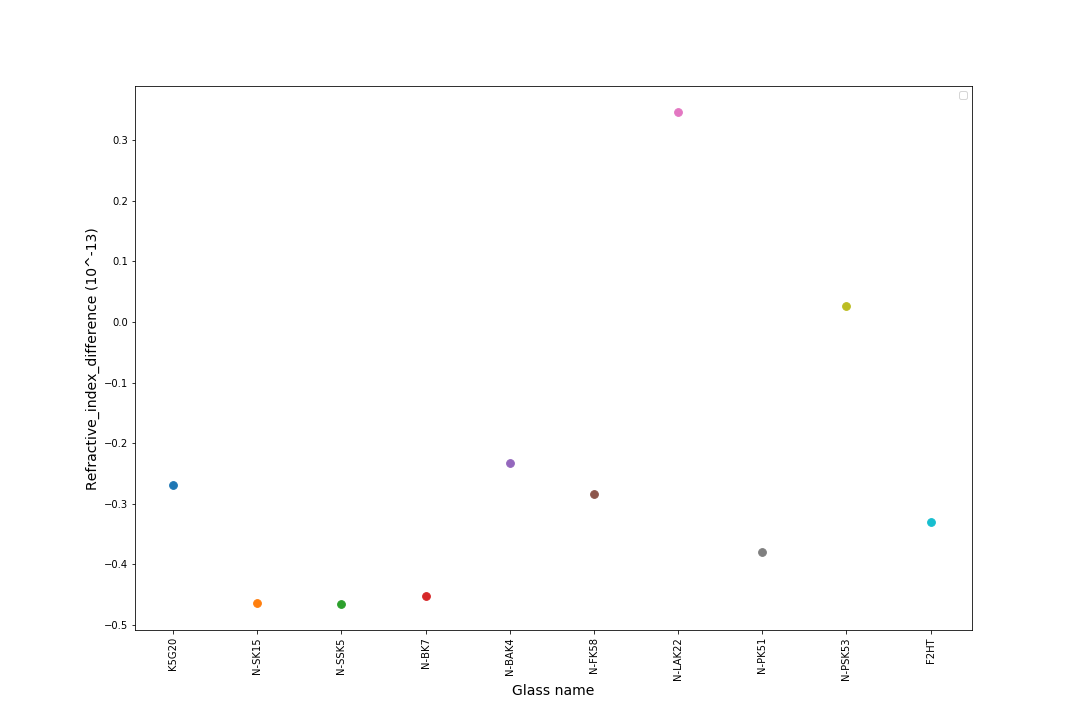 0.3
0.2
0.1
0.0
−0.1
−0.2
−0.3
−0.4
−0.5
Refractive_index_difference (10^-13)
K5G20
N-SK15
N-SSK5
N-BK7
N-BAK4
N-FK58
N-LAK22
N-PK51
N-PSK53
F2HT
Glass name